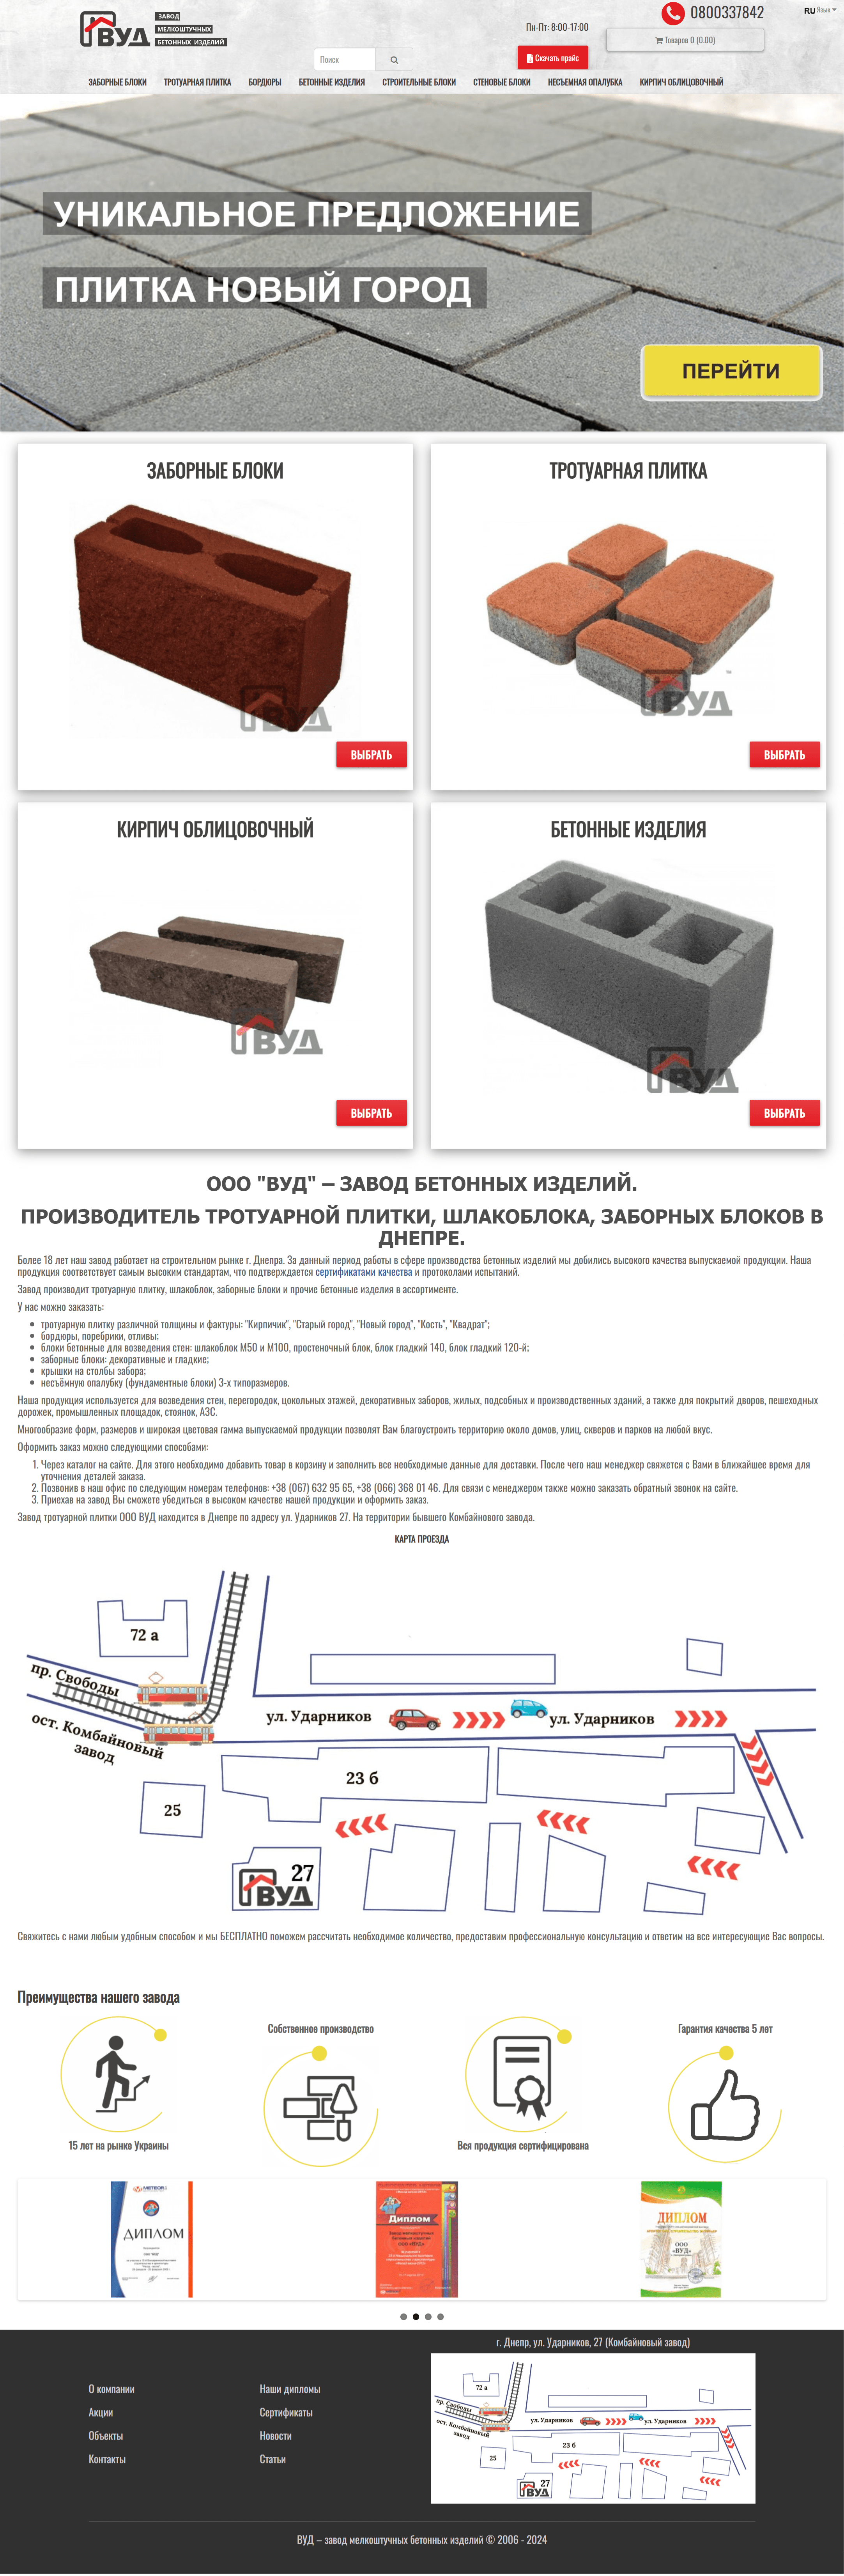 ВУД
ЗАВОД
МЕЛКОШТУЧНЫХ
БЕТОННЫХ ИЗДЕЛИЙ
Поиск
Пн-Пт: 8:00-17:00
Скачать прайс
0800337842
Товаров 0 (0.00)
RU Язык
ЗАБОРНЫЕ БЛОКИ
ТРОТУАРНАЯ ПЛИТКА
БОРДЮРЫ
БЕТОННЫЕ ИЗДЕЛИЯ
СТРОИТЕЛЬНЫЕ БЛОКИ
СТЕНОВЫЕ БЛОКИ
НЕСЪЕМНАЯ ОПАЛУБКА
КИРПИЧ ОБЛИЦОВОЧНЫЙ
УНИКАЛЬНОЕ ПРЕДЛОЖЕНИЕ
ПЛИТКА НОВЫЙ ГОРОД
ПЕРЕЙТИ
ЗАБОРНЫЕ БЛОКИ
ВУД
ВЫБРАТЬ
ТРОТУАРНАЯ ПЛИТКА
ВУД
ВЫБРАТЬ
КИРПИЧ ОБЛИЦОВОЧНЫЙ
ВУД
ВЫБРАТЬ
БЕТОННЫЕ ИЗДЕЛИЯ
ВУД
ВЫБРАТЬ
ООО "ВУД" – ЗАВОД БЕТОННЫХ ИЗДЕЛИЙ.
ПРОИЗВОДИТЕЛЬ ТРОТУАРНОЙ ПЛИТКИ, ШЛАКОБЛОКА, ЗАБОРНЫХ БЛОКОВ В
ДНЕПРЕ.
Более 18 лет наш завод работает на строительном рынке г. Днепра. За данный период работы в сфере производства бетонных изделий мы добились высокого качества выпускаемой продукции. Наша
продукция соответствует самым высоким стандартам, что подтверждается сертификатами качества и протоколами испытаний.
Завод производит тротуарную плитку, шлакоблок, заборные блоки и прочие бетонные изделия в ассортименте.
У нас можно заказать:
тротуарную плитку различной толщины и фактуры: "Кирпичик", "Старый город", "Новый город", "Кость", "Квадрат";
бордюры, поребрики, отливы;
блоки бетонные для возведения стен: шлакоблок М50 и М100, простеночный блок, блок гладкий 140, блок гладкий 120-й;
заборные блоки: декоративные и гладкие;
крышки на столбы забора;
несъёмную опалубку (фундаментные блоки) 3-х типоразмеров.
Наша продукция используется для возведения стен, перегородок, цокольных этажей, декоративных заборов, жилых, подсобных и производственных зданий, а также для покрытий дворов, пешеходных
дорожек, промышленных площадок, стоянок, АЗС.
Многообразие форм, размеров и широкая цветовая гамма выпускаемой продукции позволят Вам благоустроить территорию около домов, улиц, скверов и парков на любой вкус.
Оформить заказ можно следующими способами:
1. Через каталог на сайте. Для этого необходимо добавить товар в корзину и заполнить все необходимые данные для доставки. После чего наш менеджер свяжется с Вами в ближайшее время для
уточнения деталей заказа.
2. Позвонив в наш офис по следующим номерам телефонов: +38 (067) 632 95 65, +38 (066) 368 01 46. Для связи с менеджером также можно заказать обратный звонок на сайте.
3. Приехав на завод Вы сможете убедиться в высоком качестве нашей продукции и оформить заказ.
Завод тротуарной плитки ООО ВУД находится в Днепре по адресу ул. Ударников 27. На территории бывшего Комбайнового завода.
КАРТА ПРОЕЗДА
72 а
пр. Свободы
ост. Комбайновый
завод
ул. Ударников
ул. Ударников
23 б
25
27
ВУД
Свяжитесь с нами любым удобным способом и мы БЕСПЛАТНО поможем рассчитать необходимое количество, предоставим профессиональную консультацию и ответим на все интересующие Вас вопросы.
Преимущества нашего завода
15 лет на рынке Украины
Собственное производство
Вся продукция сертифицирована
Гарантия качества 5 лет
METEOR
ДИПЛОМ
Диплом
ООО «ВУД»
ДИПЛОМ
ООО
«ВУД»
О компании
Акции
Объекты
Контакты
Наши дипломы
Сертификаты
Новости
Статьи
г. Днепр, ул. Ударников, 27 (Комбайновый завод)
72 а
пр. Свободы
ост. Комбайновый
завод
ул. Ударников
ул. Ударников
23 б
25
27
ВУД
ВУД – завод мелкоштучных бетонных изделий © 2006 - 2024